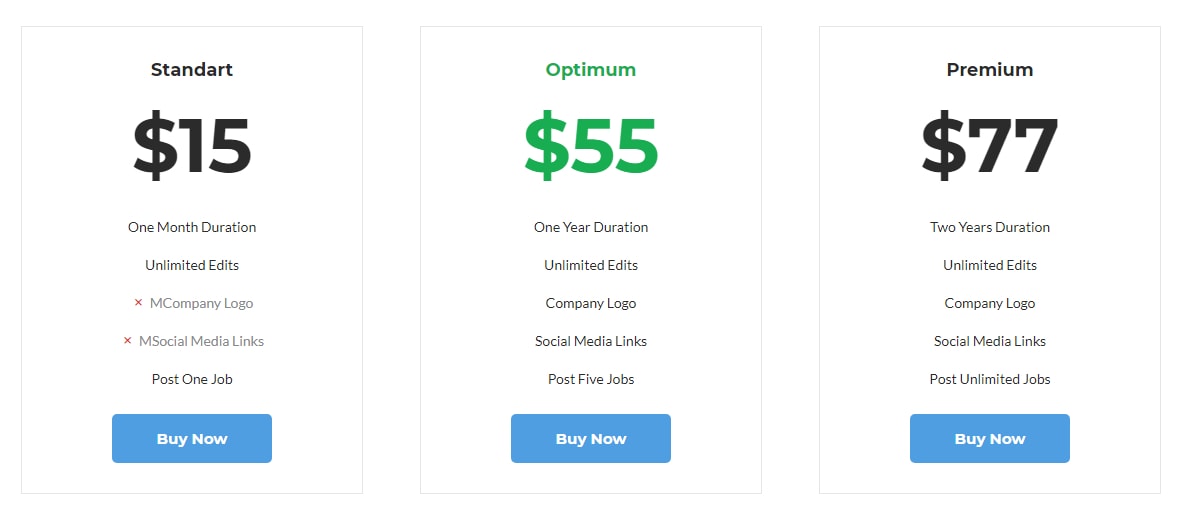 Standart
$15
One Month Duration
Unlimited Edits
× MCompany Logo
× MSocial Media Links
Post One Job
Buy Now
Optimum
$55
One Year Duration
Unlimited Edits
Company Logo
Social Media Links
Post Five Jobs
Buy Now
Premium
$77
Two Years Duration
Unlimited Edits
Company Logo
Social Media Links
Post Unlimited Jobs
Buy Now